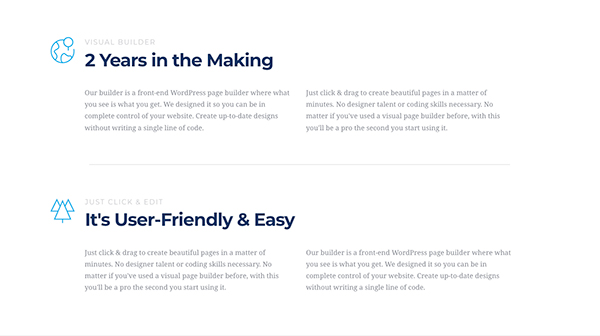 VISUAL BUILDER
2 Years in the Making
Our builder is a front-end WordPress page builder where what
you see is what you get. We designed it so you can be in
complete control of your website. Create up-to-date designs
without writing a single line of code.
Just click & drag to create beautiful pages in a matter of
minutes. No designer talent or coding skills necessary. No
matter if you've used a visual page builder before, with this
you'll be a pro the second you start using it.
JUST CLICK & EDIT
It's User-Friendly & Easy
Just click & drag to create beautiful pages in a matter of
minutes. No designer talent or coding skills necessary. No
matter if you've used a visual page builder before, with this
you'll be a pro the second you start using it.
Our builder is a front-end WordPress page builder where what
you see is what you get. We designed it so you can be in
complete control of your website. Create up-to-date designs
without writing a single line of code.